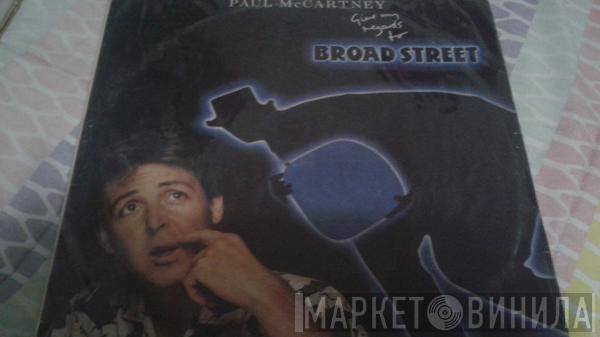 PAUL McCARTNEY
Give my
regards
to
BROAD STREET
МАРКЕТ ВИНИЛА